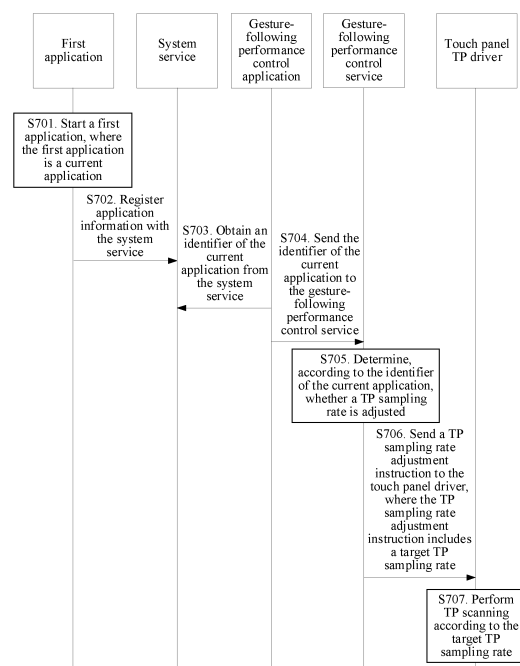 First
application
System
service
Gesture-
following
performance
control
application
Gesture-
following
performance
control
service
Touch panel
TP driver
S701. Start a first
application, where
the first application
is a current
application
S702. Register
application
information with
the system
service
S703. Obtain an
identifier of the
current
application from
the system
service
S704. Send the
identifier of the
current
application to
the gesture-
following
performance
control service
S705. Determine,
according to the identifier
of the current application,
whether a TP sampling
rate is adjusted
S706. Send a TP
sampling rate
adjustment
instruction to the
touch panel driver,
where the TP
sampling rate
adjustment
instruction includes
a target TP
sampling rate
S707. Perform
TP scanning
according to the
target TP
sampling rate